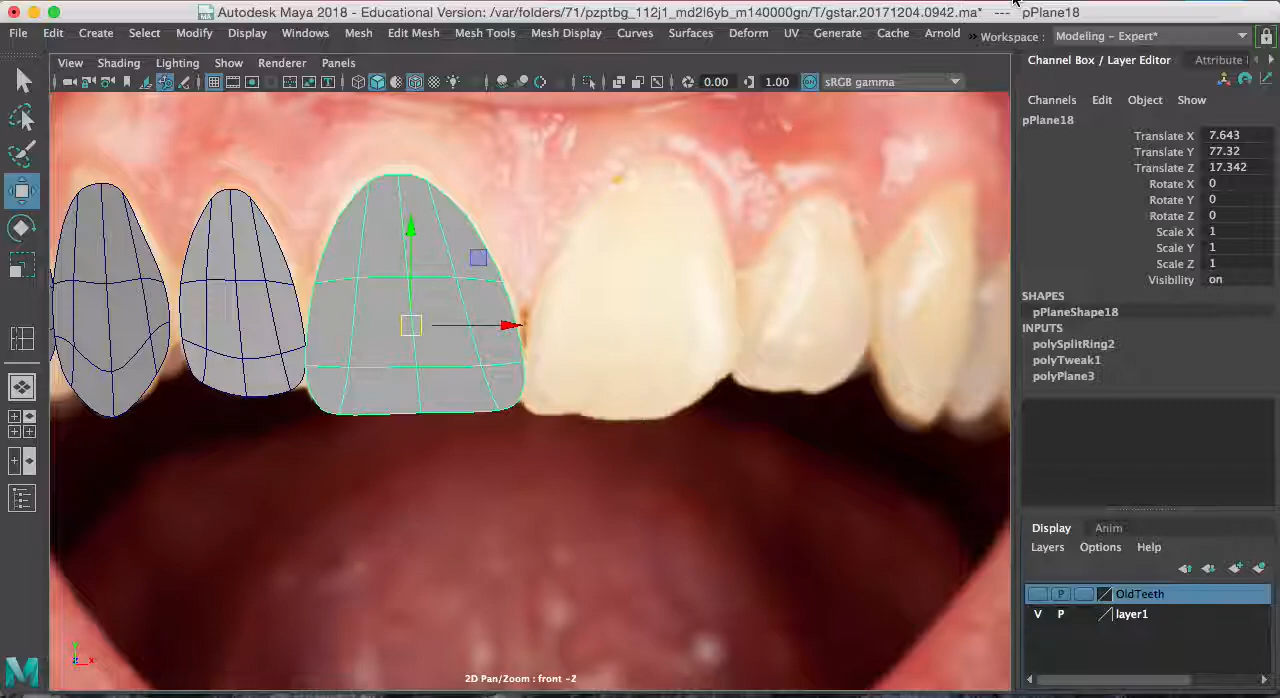 Autodesk Maya 2018 - Educational Version: /var/folders/71/pzptbg_112j1_md2l6yb_m140000gn/T/gstar.20171204.0942.ma* --- pPlane18
File Edit Create Select Modify Display Windows Mesh Edit Mesh Mesh Tools Mesh Display Curves Surfaces Deform UV Generate Cache Arnold » Workspace : Modeling - Expert*
View Shading Lighting Show Renderer Panels
0.00 1.00 sRGB gamma
Channel Box / Layer Editor Attribute
Channels Edit Object Show
pPlane18
Translate X 7.643
Translate Y 77.32
Translate Z 17.342
Rotate X 0
Rotate Y 0
Rotate Z 0
Scale X 1
Scale Y 1
Scale Z 1
Visibility on
SHAPES
pPlaneShape18
INPUTS
polySplitRing2
polyTweak1
polyPlane3
Display Anim
Layers Options Help
P OldTeeth
V P layer1
y
z x
2D Pan/Zoom : front -Z